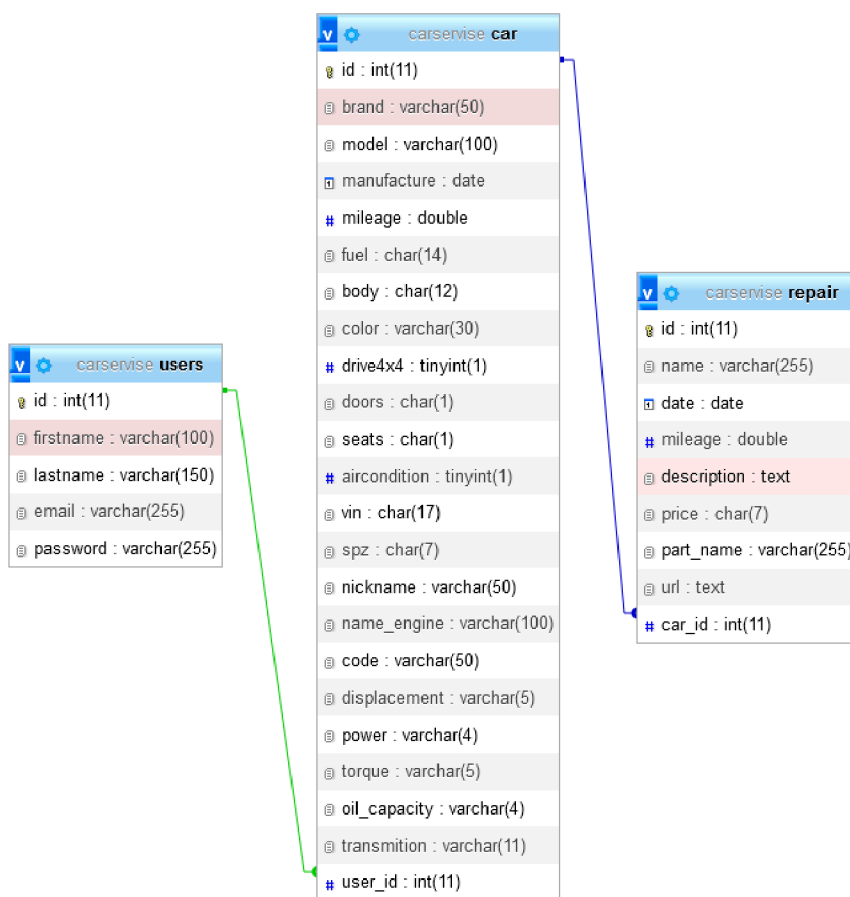 carservise car
id : int(11)
brand : varchar(50)
model : varchar(100)
manufacture : date
mileage : double
fuel : char(14)
body : char(12)
color : varchar(30)
drive4x4 : tinyint(1)
doors : char(1)
seats : char(1)
aircondition : tinyint(1)
vin : char(17)
spz : char(7)
nickname : varchar(50)
name_engine : varchar(100)
code : varchar(50)
displacement : varchar(5)
power : varchar(4)
torque : varchar(5)
oil_capacity : varchar(4)
transmition : varchar(11)
user_id : int(11)
carservise users
id : int(11)
firstname : varchar(100)
lastname : varchar(150)
email : varchar(255)
password : varchar(255)
carservise repair
id : int(11)
name : varchar(255)
date : date
mileage : double
description : text
price : char(7)
part_name : varchar(255)
url : text
car_id : int(11)